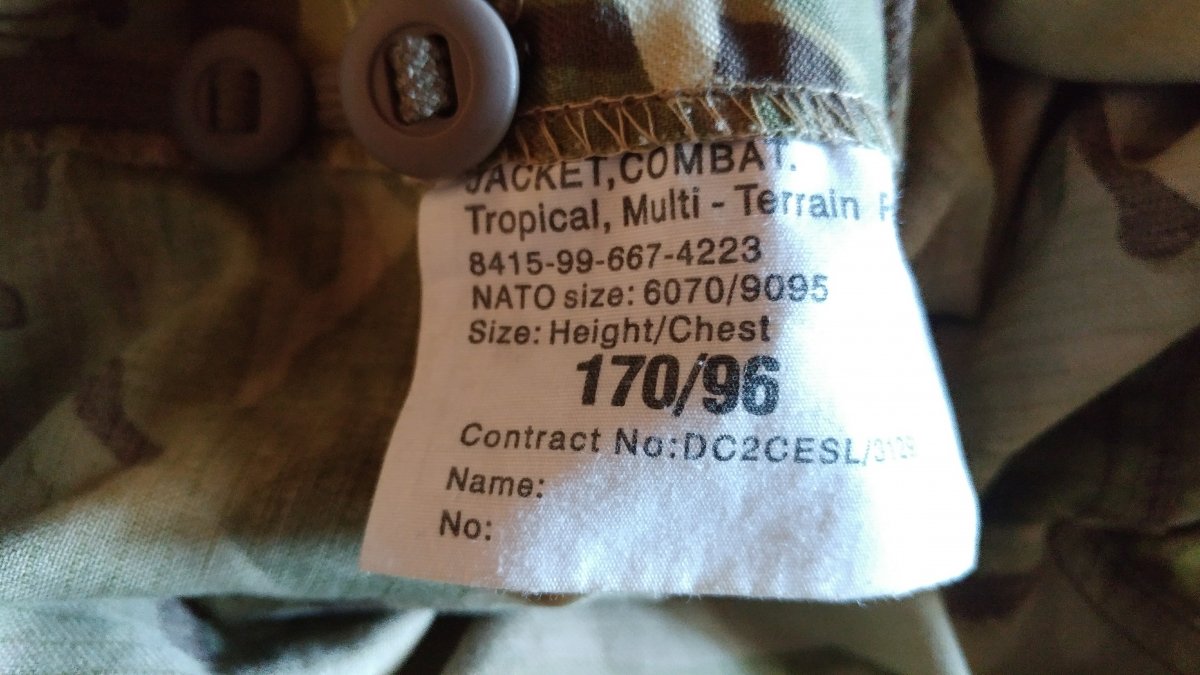 JACKET, COMBAT.
Tropical, Multi - Terrain
8415-99-667-4223
NATO size: 6070/9095
Size: Height/Chest
170/96
Contract No:DC2CESL/
Name:
No: